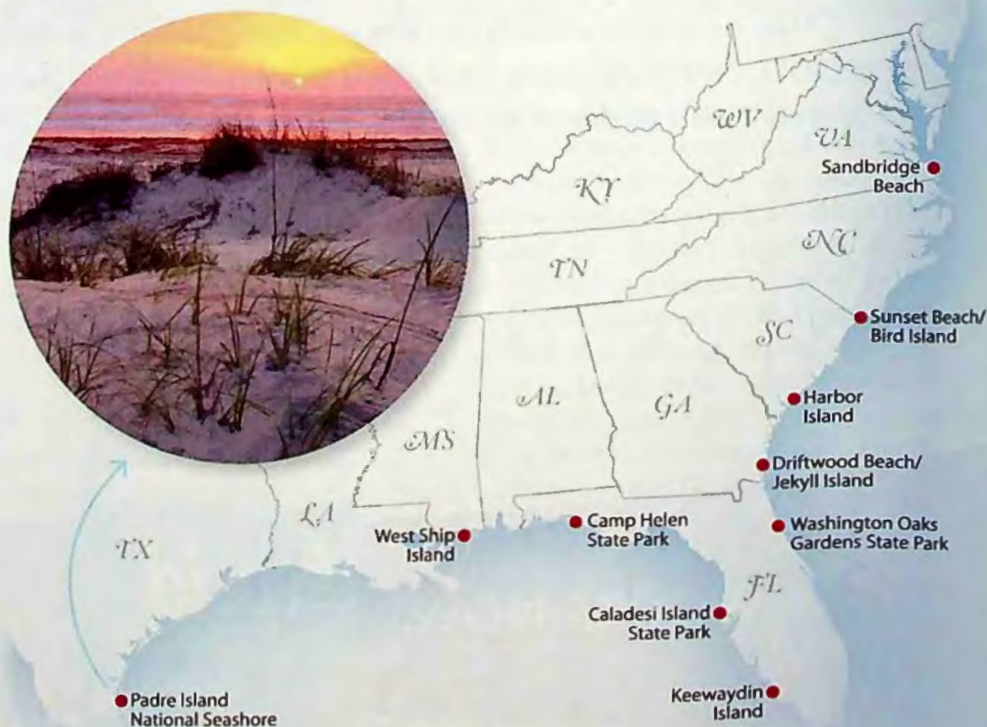 WV
VA
Sandbridge
Beach
KY
NC
TN
Sunset Beach/
Bird Island
SC
Harbor
Island
AL
GA
MS
Driftwood Beach/
Jekyll Island
LA
Camp Helen
State Park
West Ship
Island
Washington Oaks
Gardens State Park
TX
FL
Caladesi Island
State Park
Keewaydin
Island
Padre Island
National Seashore